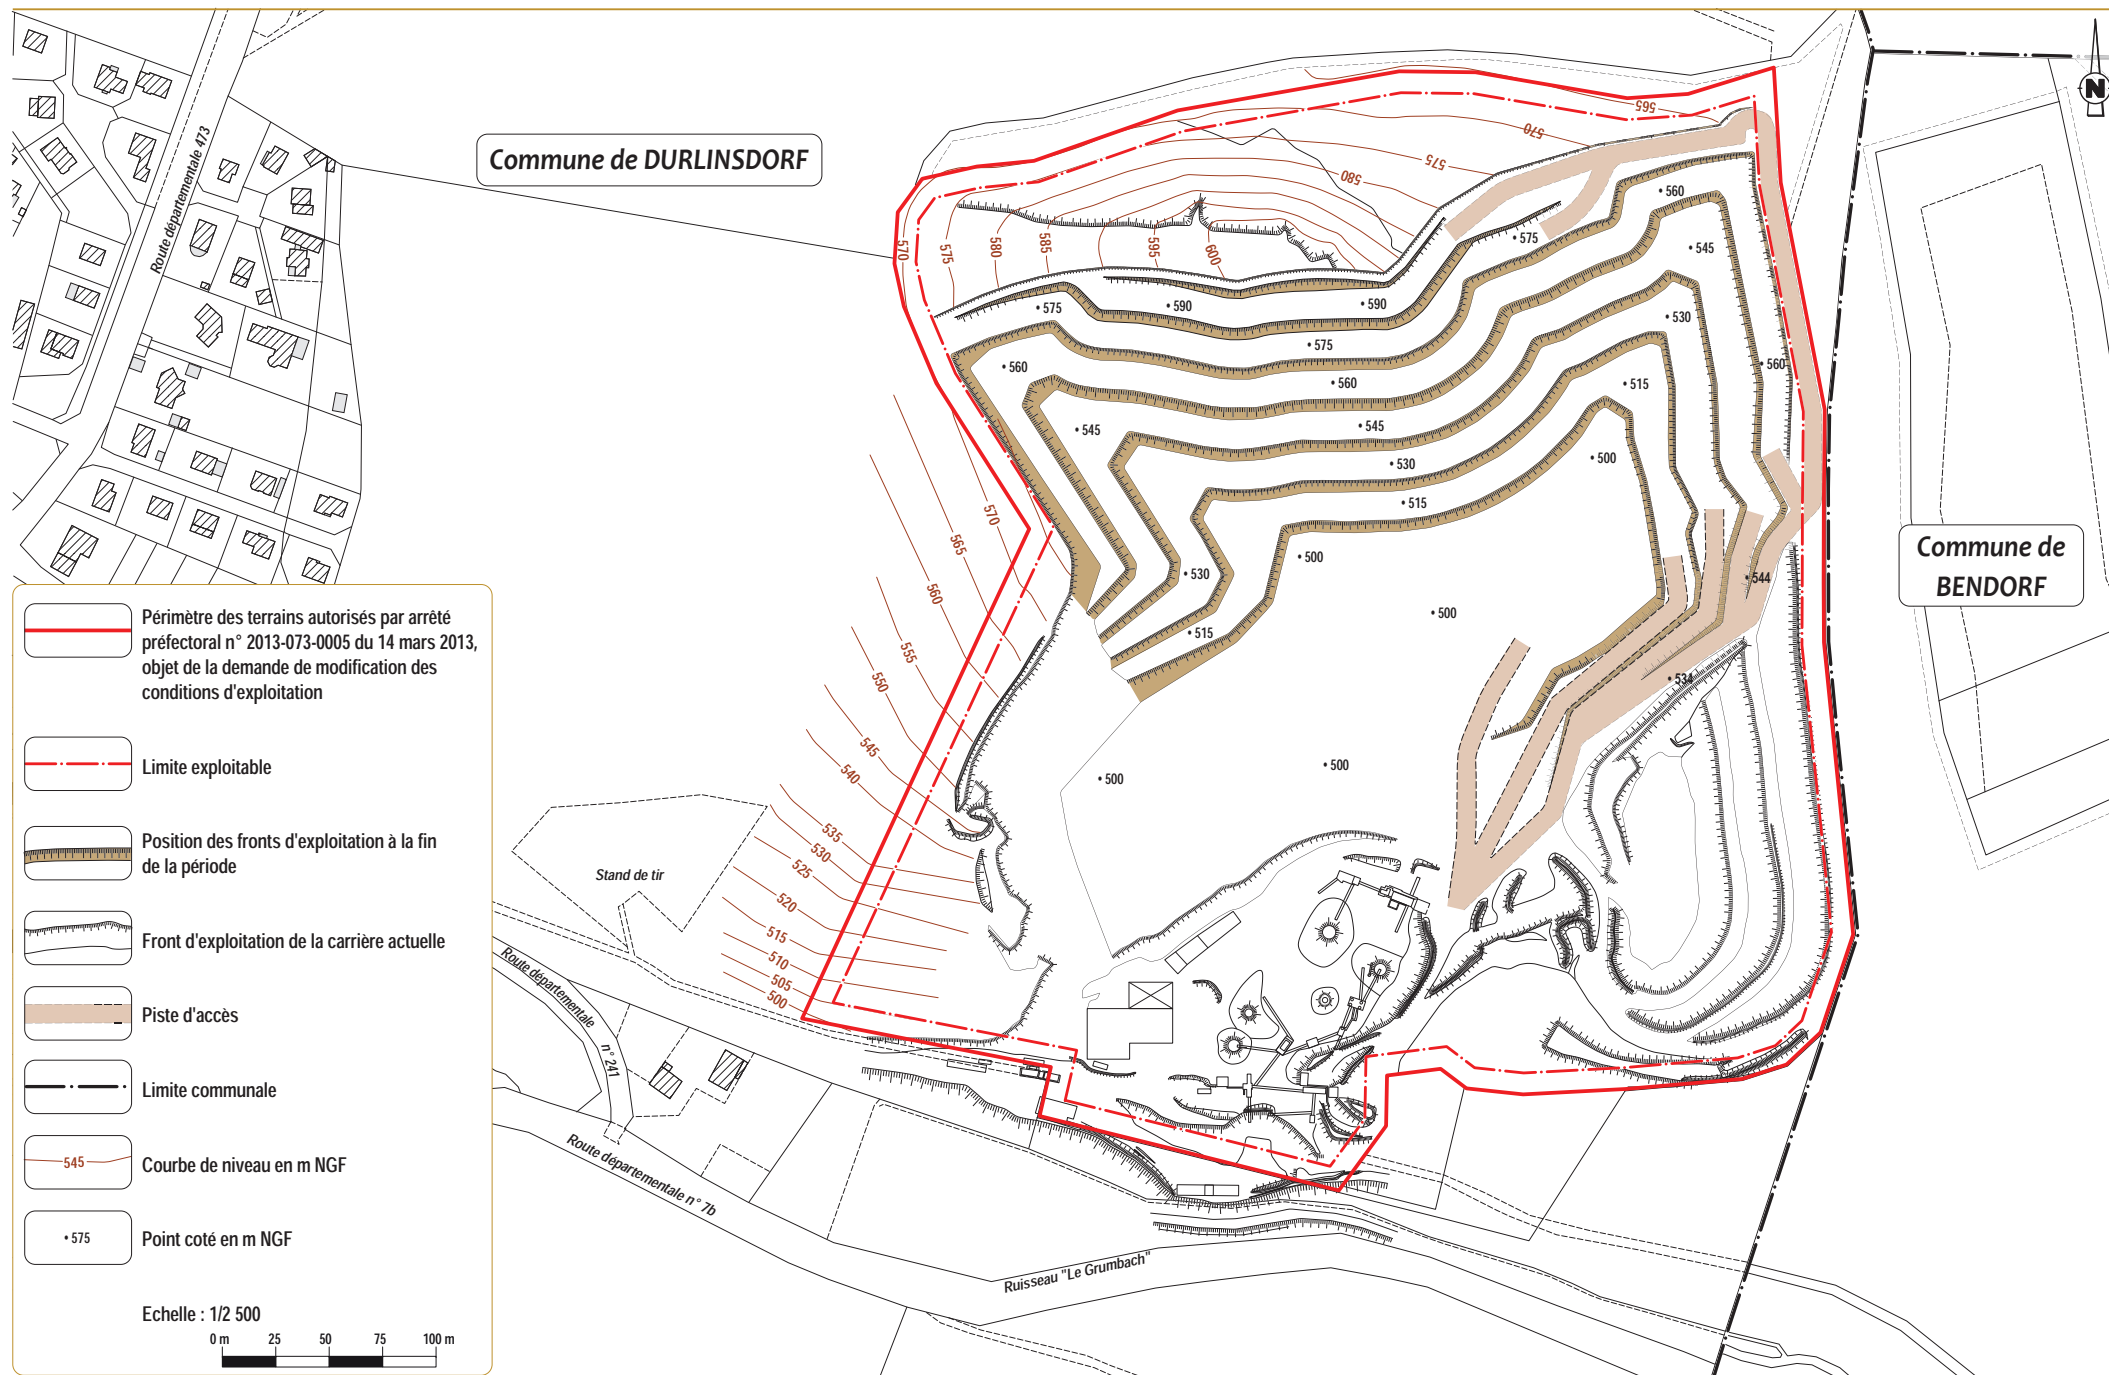 Commune de DURLINSDORF
N
Route départementale 473
565
570
575
580
560
575
545
570
575
580
585
595
600
575
590
590
530
575
560
560
560
515
545
545
530
500
515
570
565
500
530
544
560
500
515
555
534
550
545
540
500
500
535
530
525
520
515
510
505
500
Commune de
BENDORF
Stand de tir
Route départementale
n° 241
Route départementale n° 7b
Ruisseau "Le Grumbach"
Périmètre des terrains autorisés par arrêté
préfectoral n° 2013-073-0005 du 14 mars 2013,
objet de la demande de modification des
conditions d'exploitation
Limite exploitable
Position des fronts d'exploitation à la fin
de la période
Front d'exploitation de la carrière actuelle
Piste d'accès
Limite communale
545 Courbe de niveau en m NGF
• 575 Point coté en m NGF
Echelle : 1/2 500
0 m 25 50 75 100 m